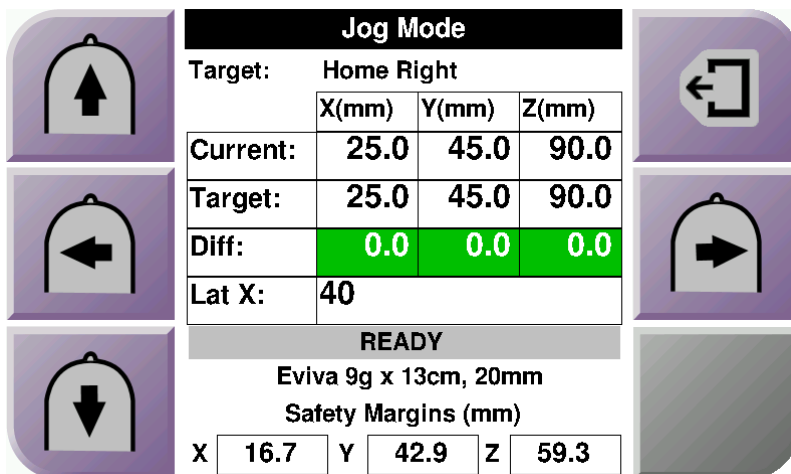 Jog Mode
Target: Home Right
X(mm) Y(mm) Z(mm)
Current: 25.0 45.0 90.0
Target: 25.0 45.0 90.0
Diff: 0.0 0.0 0.0
Lat X: 40
READY
Eviva 9g x 13cm, 20mm
Safety Margins (mm)
X 16.7 Y 42.9 Z 59.3